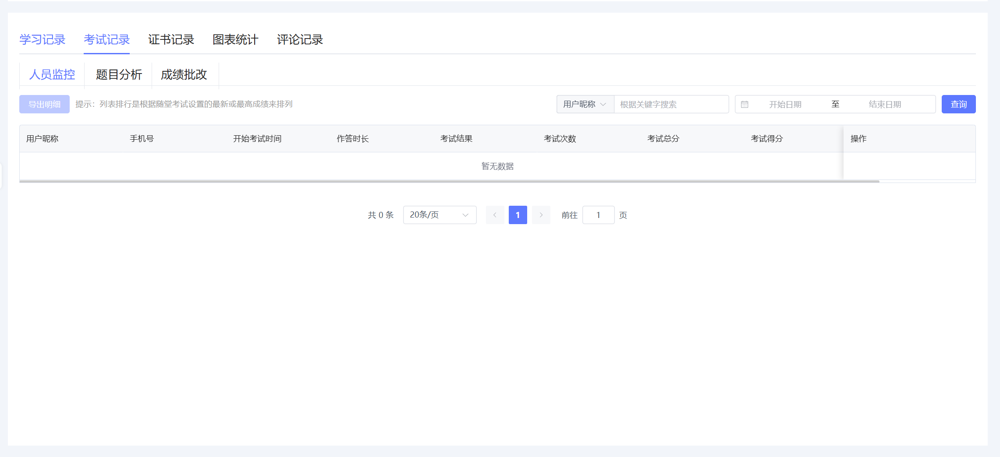 学习记录 考试记录 证书记录 图表统计 评论记录
人员监控 题目分析 成绩批改
导出明细 提示：列表排行是根据随堂考试设置的最新或最高成绩来排列 用户昵称 根据关键字搜索 开始日期 至 结束日期 查询
用户昵称 手机号 开始考试时间 作答时长 考试结果 考试次数 考试总分 考试得分 操作
暂无数据
共 0 条 20条/页 1 前往 1 页